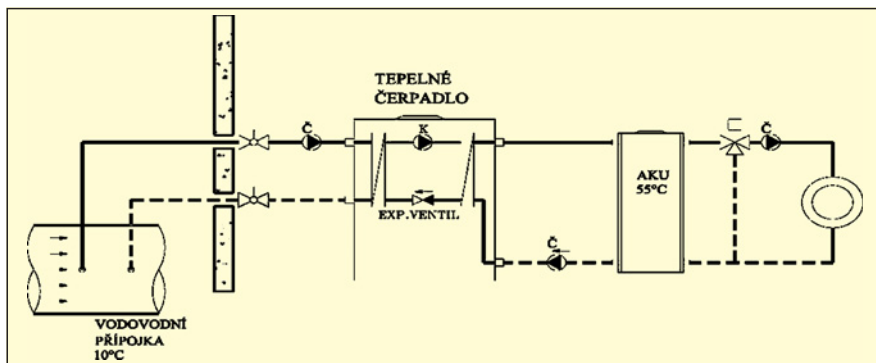 TEPELNÉ
ČERPADLO
Č
K
Č
AKU
55°C
EXP.VENTIL
Č
VODOVODNÍ
PŘÍPOJKA
10°C